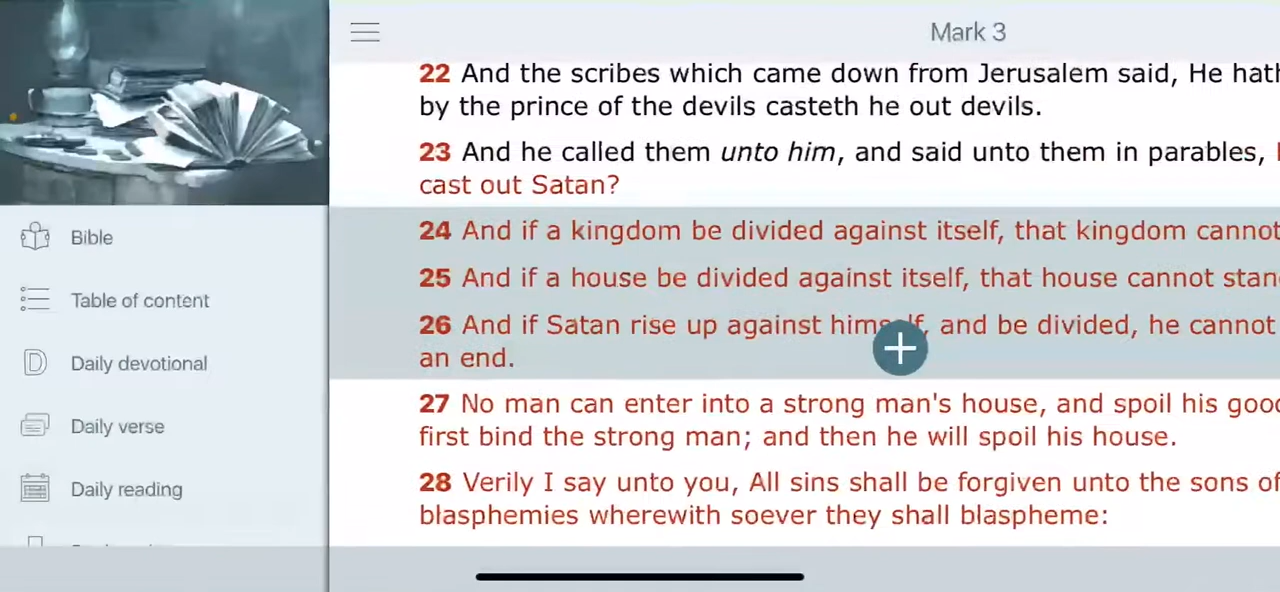 Mark 3
22 And the scribes which came down from Jerusalem said, He hath
by the prince of the devils casteth he out devils.
23 And he called them unto him, and said unto them in parables,
cast out Satan?
24 And if a kingdom be divided against itself, that kingdom cannot
25 And if a house be divided against itself, that house cannot stan
26 And if Satan rise up against himself, and be divided, he cannot
an end.
27 No man can enter into a strong man's house, and spoil his good
first bind the strong man; and then he will spoil his house.
28 Verily I say unto you, All sins shall be forgiven unto the sons of
blasphemies wherewith soever they shall blaspheme:
Bible
Table of content
D Daily devotional
Daily verse
Daily reading